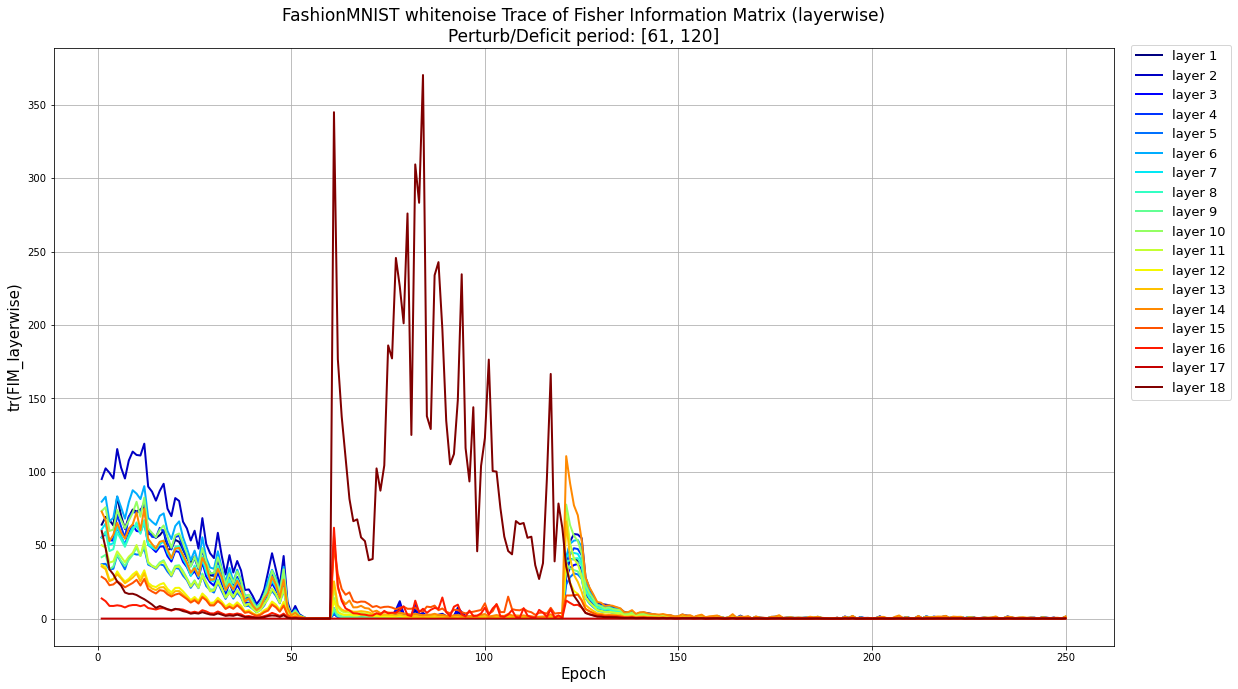 FashionMNIST whitenoise Trace of Fisher Information Matrix (layerwise)
Perturb/Deficit period: [61, 120]
tr(FIM_layerwise)
350
300
250
200
150
100
50
0
0
50
100
150
200
250
Epoch
layer 1
layer 2
layer 3
layer 4
layer 5
layer 6
layer 7
layer 8
layer 9
layer 10
layer 11
layer 12
layer 13
layer 14
layer 15
layer 16
layer 17
layer 18